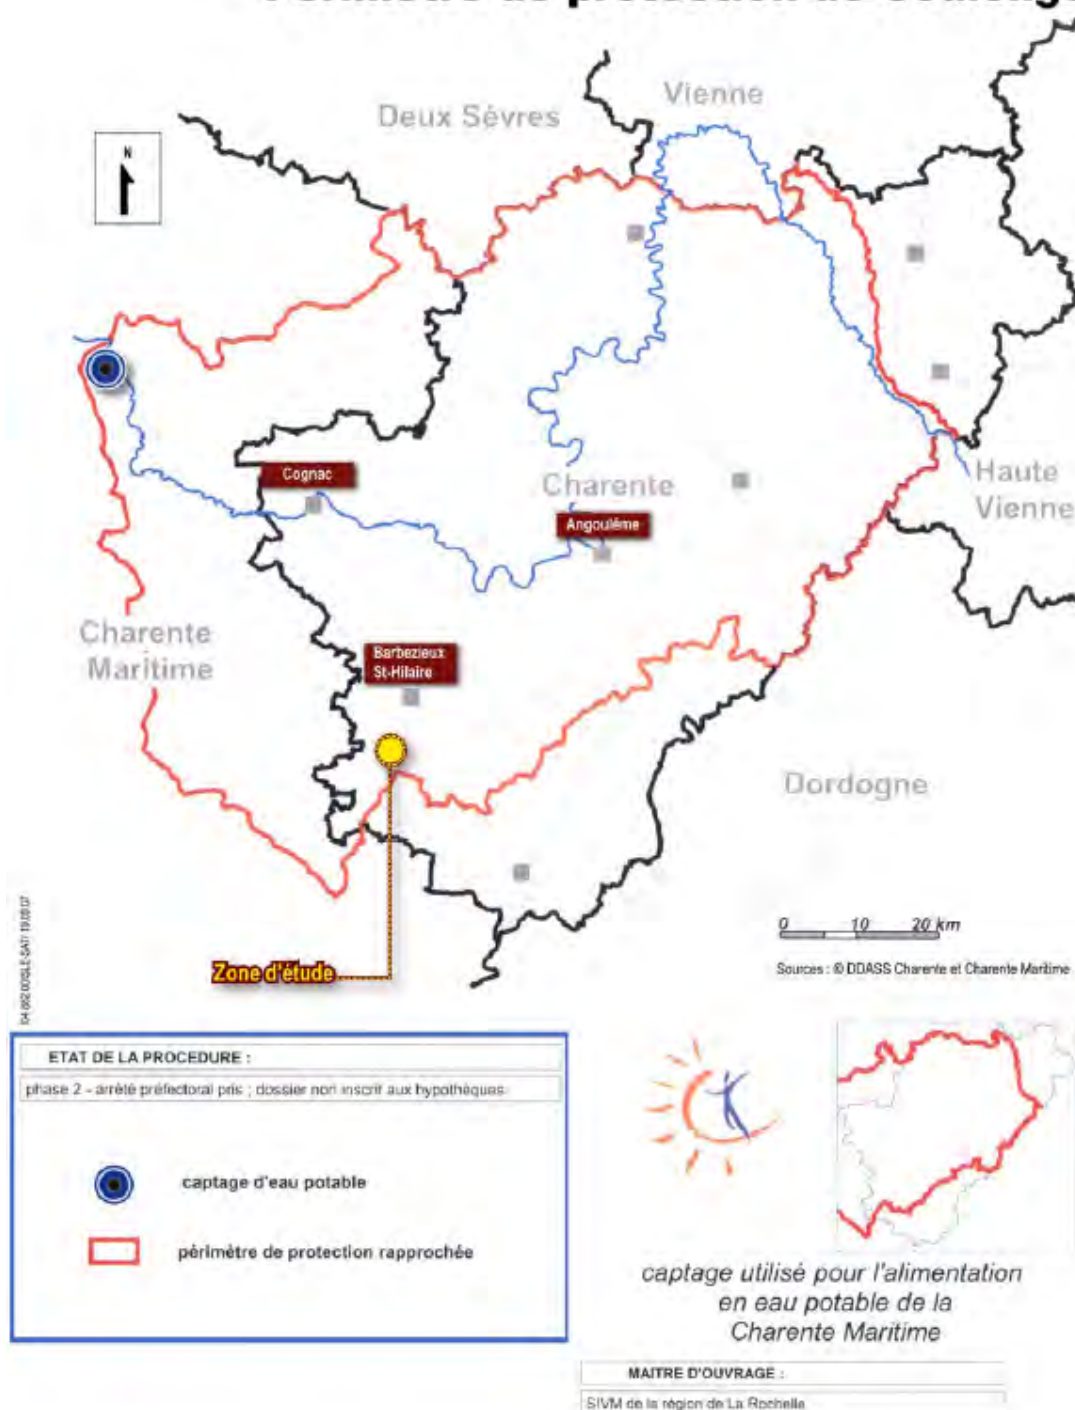 de protection de
Deux Sèvres
Vienne
N
Cognac
Charente
Angoulême
Haute
Vienne
Charente
Maritime
Barbezieux
St-Hilaire
Dordogne
0 10 20 km
Zone d'étude
Sources : © DDASS Charente et Charente Maritime
ETAT DE LA PROCEDURE :
phase 2 - arrêté préfectoral pris ; dossier non inscrit aux hypothèques
captage d'eau potable
périmètre de protection rapprochée
captage utilisé pour l'alimentation
en eau potable de la
Charente Maritime
MAITRE D'OUVRAGE :
SIVM de la région de La Rochelle